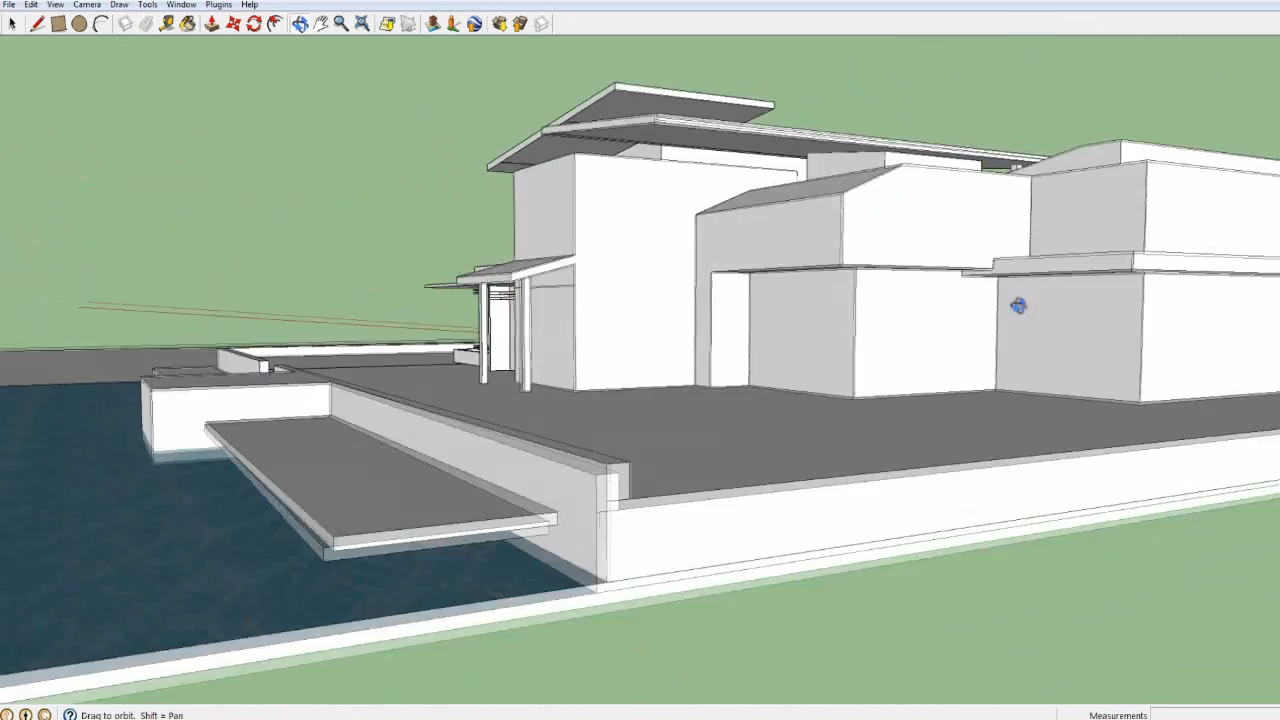 File Edit View Camera Draw Tools Window Plugins Help
Drag to orbit. Shift = Pan
Measurements